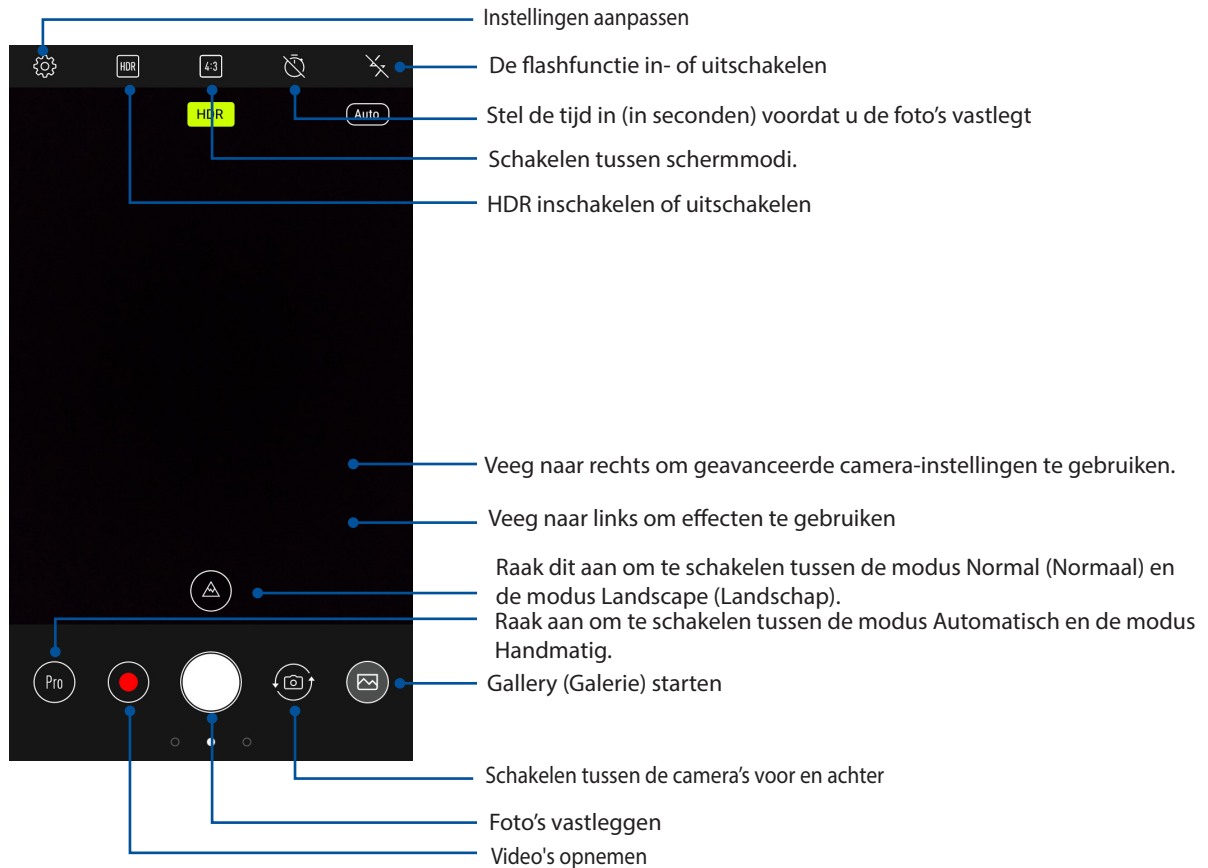 Instellingen aanpassen
HDR
4:3
De flashfunctie in- of uitschakelen
HDR
Auto
Stel de tijd in (in seconden) voordat u de foto’s vastlegt
Schakelen tussen schermmodi.
HDR inschakelen of uitschakelen
Veeg naar rechts om geavanceerde camera-instellingen te gebruiken.
Veeg naar links om effecten te gebruiken
Raak dit aan om te schakelen tussen de modus Normal (Normaal) en
de modus Landscape (Landschap).
Raak aan om te schakelen tussen de modus Automatisch en de modus
Handmatig.
Pro
Gallery (Galerie) starten
Schakelen tussen de camera’s voor en achter
Foto’s vastleggen
Video's opnemen